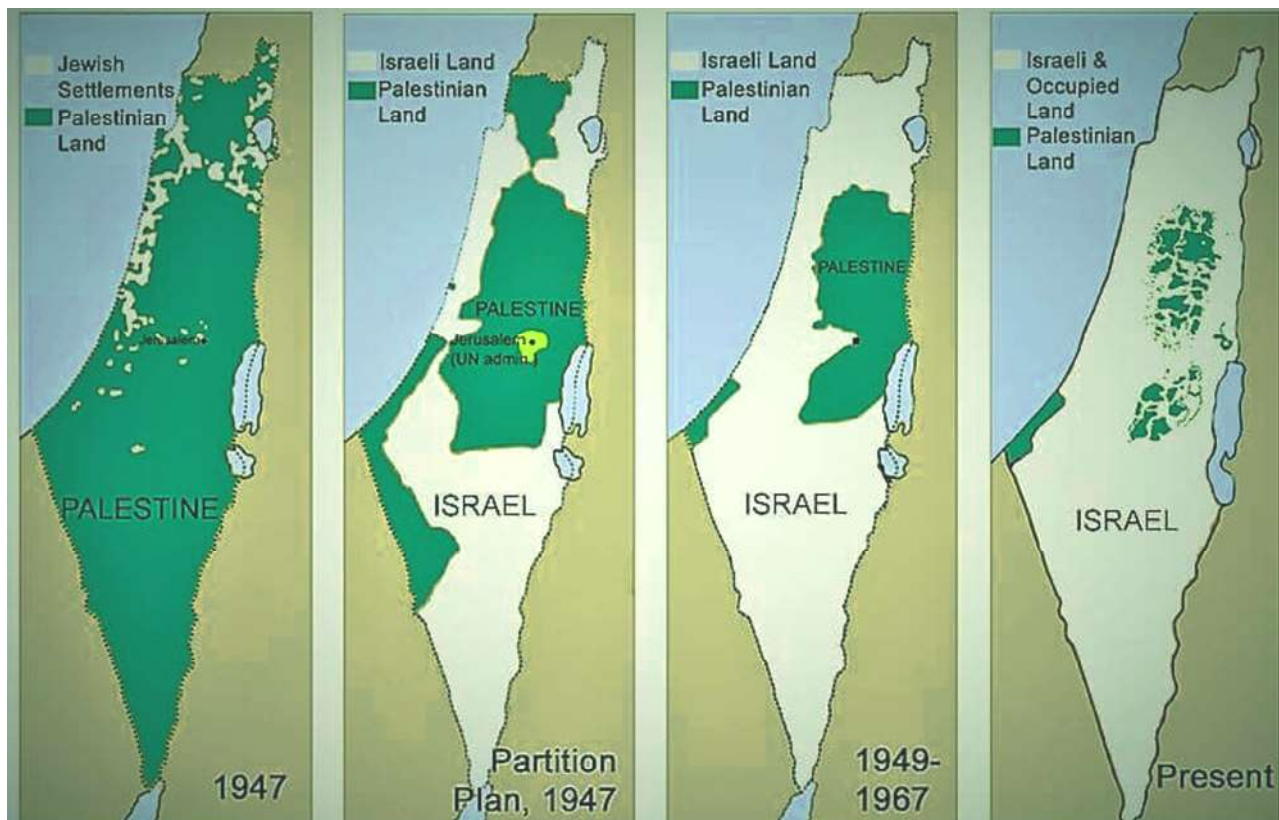 Jewish
Settlements
Palestinian
Land
Jerusalem
PALESTINE
1947
Israeli Land
Palestinian
Land
PALESTINE
Jerusalem
(UN admin.)
ISRAEL
Partition
Plan, 1947
Israeli Land
Palestinian
Land
PALESTINE
ISRAEL
1949-
1967
Israeli &
Occupied
Land
Palestinian
Land
ISRAEL
Present